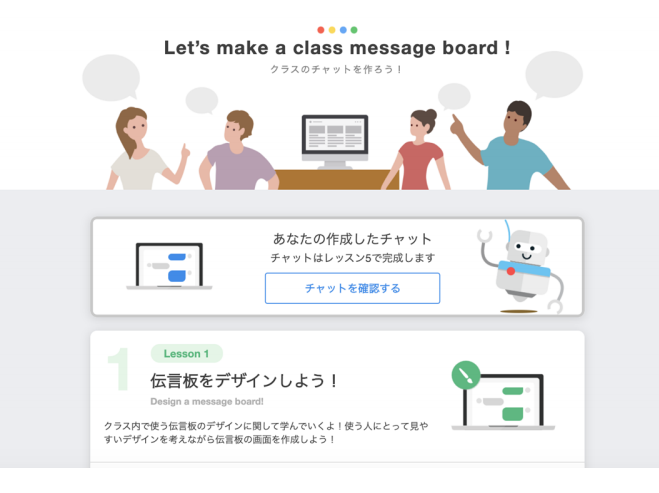 Let's make a class message board !
クラスのチャットを作ろう！
あなたの作成したチャット
チャットはレッスン5で完成します
チャットを確認する
1
Lesson 1
伝言板をデザインしよう！
Design a message board!
クラス内で使う伝言板のデザインに関して学んでいくよ！使う人にとって見や
すいデザインを考えながら伝言板の画面を作成しよう！